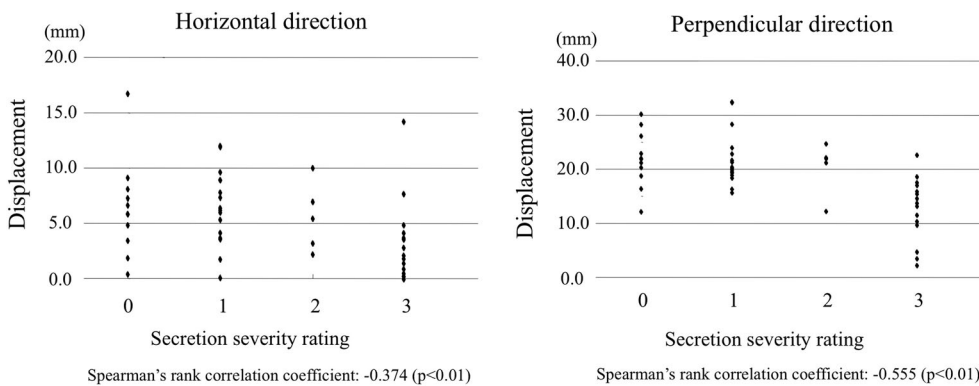 Horizontal direction
(mm)
20.0
15.0
10.0
5.0
0.0
Displacement
0 1 2 3
Secretion severity rating
Spearman's rank correlation coefficient: -0.374 (p<0.01)
Perpendicular direction
(mm)
40.0
30.0
20.0
10.0
0.0
Displacement
0 1 2 3
Secretion severity rating
Spearman's rank correlation coefficient: -0.555 (p<0.01)